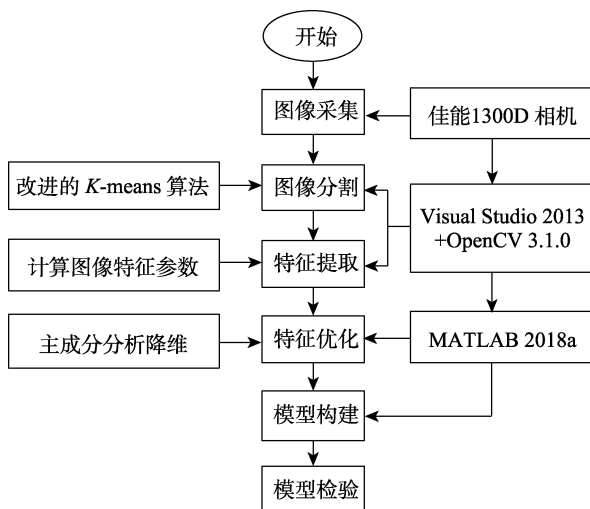 开始
图像采集
佳能1300D 相机
改进的 K-means 算法
图像分割
Visual Studio 2013
+OpenCV 3.1.0
计算图像特征参数
特征提取
主成分分析降维
特征优化
MATLAB 2018a
模型构建
模型检验